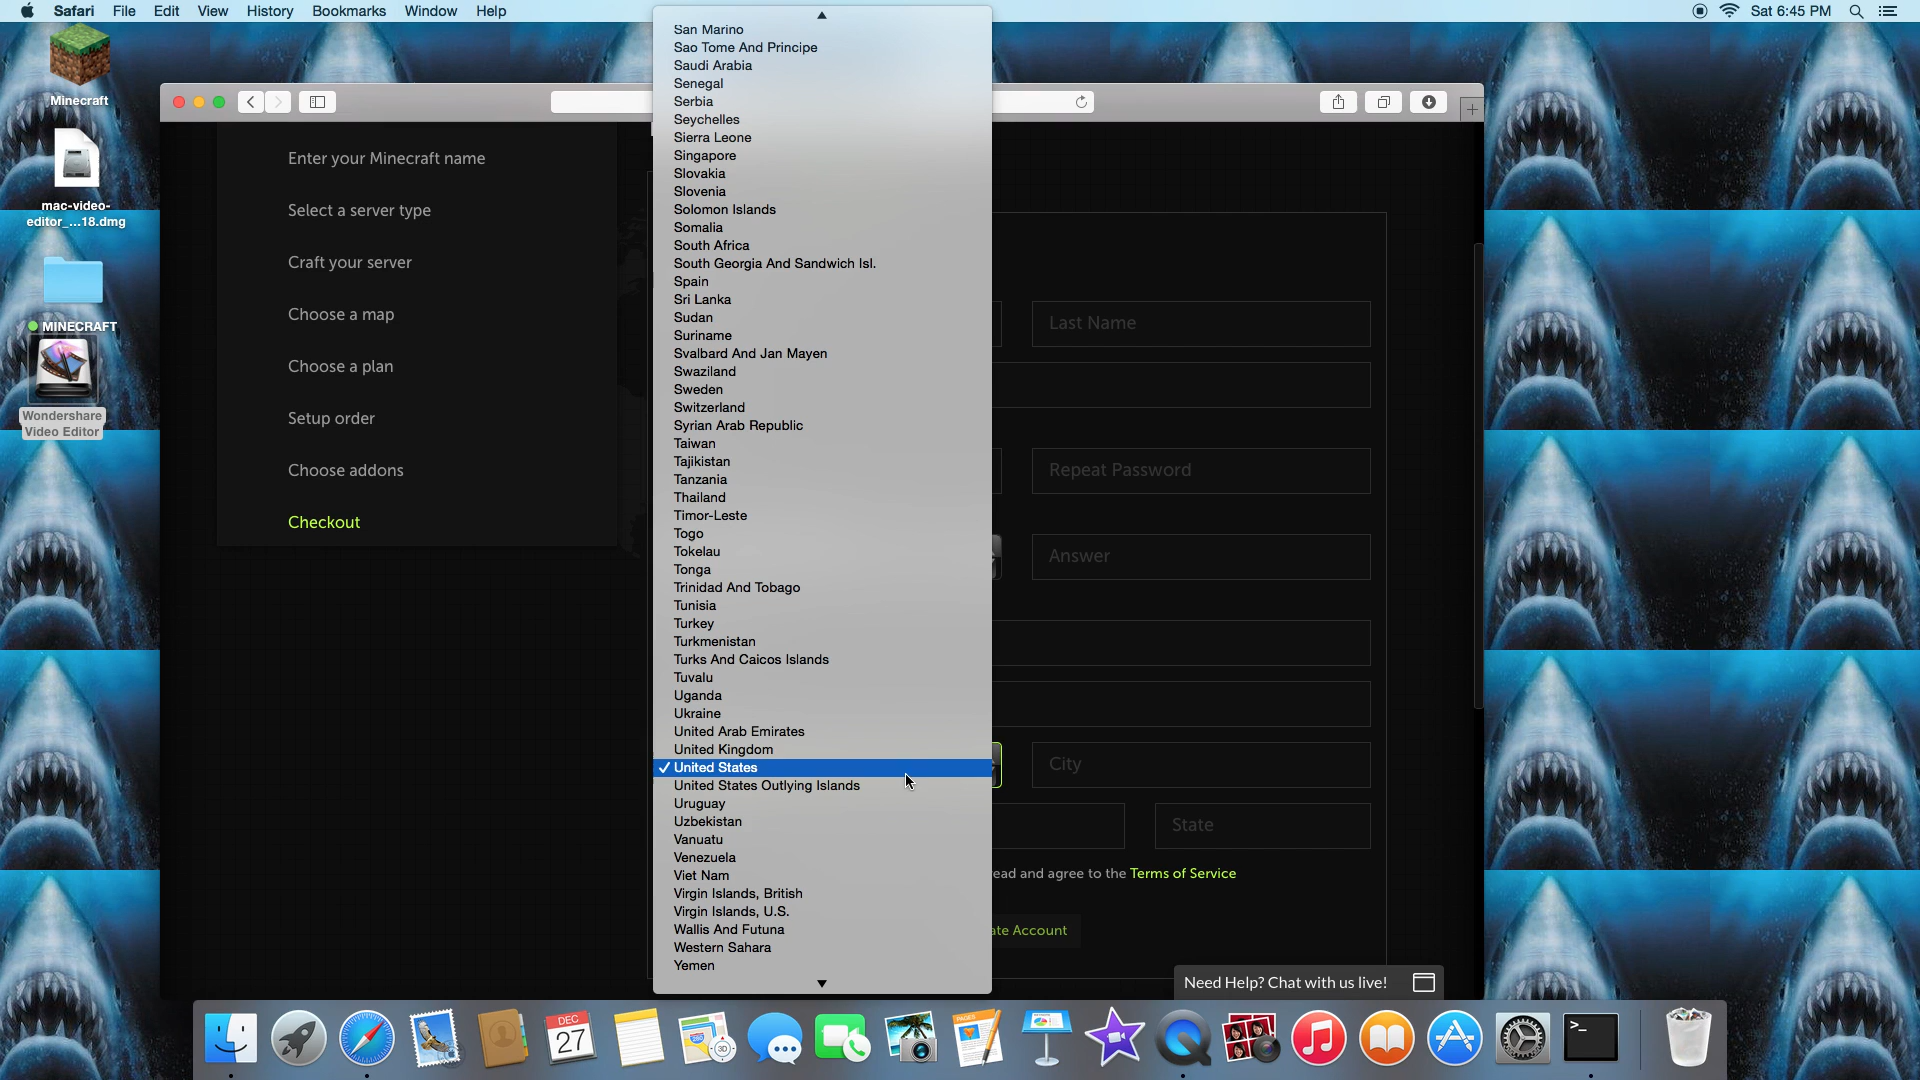 Safari File Edit View History Bookmarks Window Help
Sat 6:45 PM
Minecraft
mac-video-
editor_...18.dmg
MINECRAFT
Wondershare
Video Editor
Enter your Minecraft name
Select a server type
Craft your server
Choose a map
Choose a plan
Setup order
Choose addons
Checkout
San Marino
Sao Tome And Principe
Saudi Arabia
Senegal
Serbia
Seychelles
Sierra Leone
Singapore
Slovakia
Slovenia
Solomon Islands
Somalia
South Africa
South Georgia And Sandwich Isl.
Spain
Sri Lanka
Sudan
Suriname
Svalbard And Jan Mayen
Swaziland
Sweden
Switzerland
Syrian Arab Republic
Taiwan
Tajikistan
Tanzania
Thailand
Timor-Leste
Togo
Tokelau
Tonga
Trinidad And Tobago
Tunisia
Turkey
Turkmenistan
Turks And Caicos Islands
Tuvalu
Uganda
Ukraine
United Arab Emirates
United Kingdom
✓ United States
United States Outlying Islands
Uruguay
Uzbekistan
Vanuatu
Venezuela
Viet Nam
Virgin Islands, British
Virgin Islands, U.S.
Wallis And Futuna
Western Sahara
Yemen
Last Name
Repeat Password
Answer
City
State
ead and agree to the Terms of Service
ate Account
Need Help? Chat with us live!
DEC
27
PAGES
3D
>_